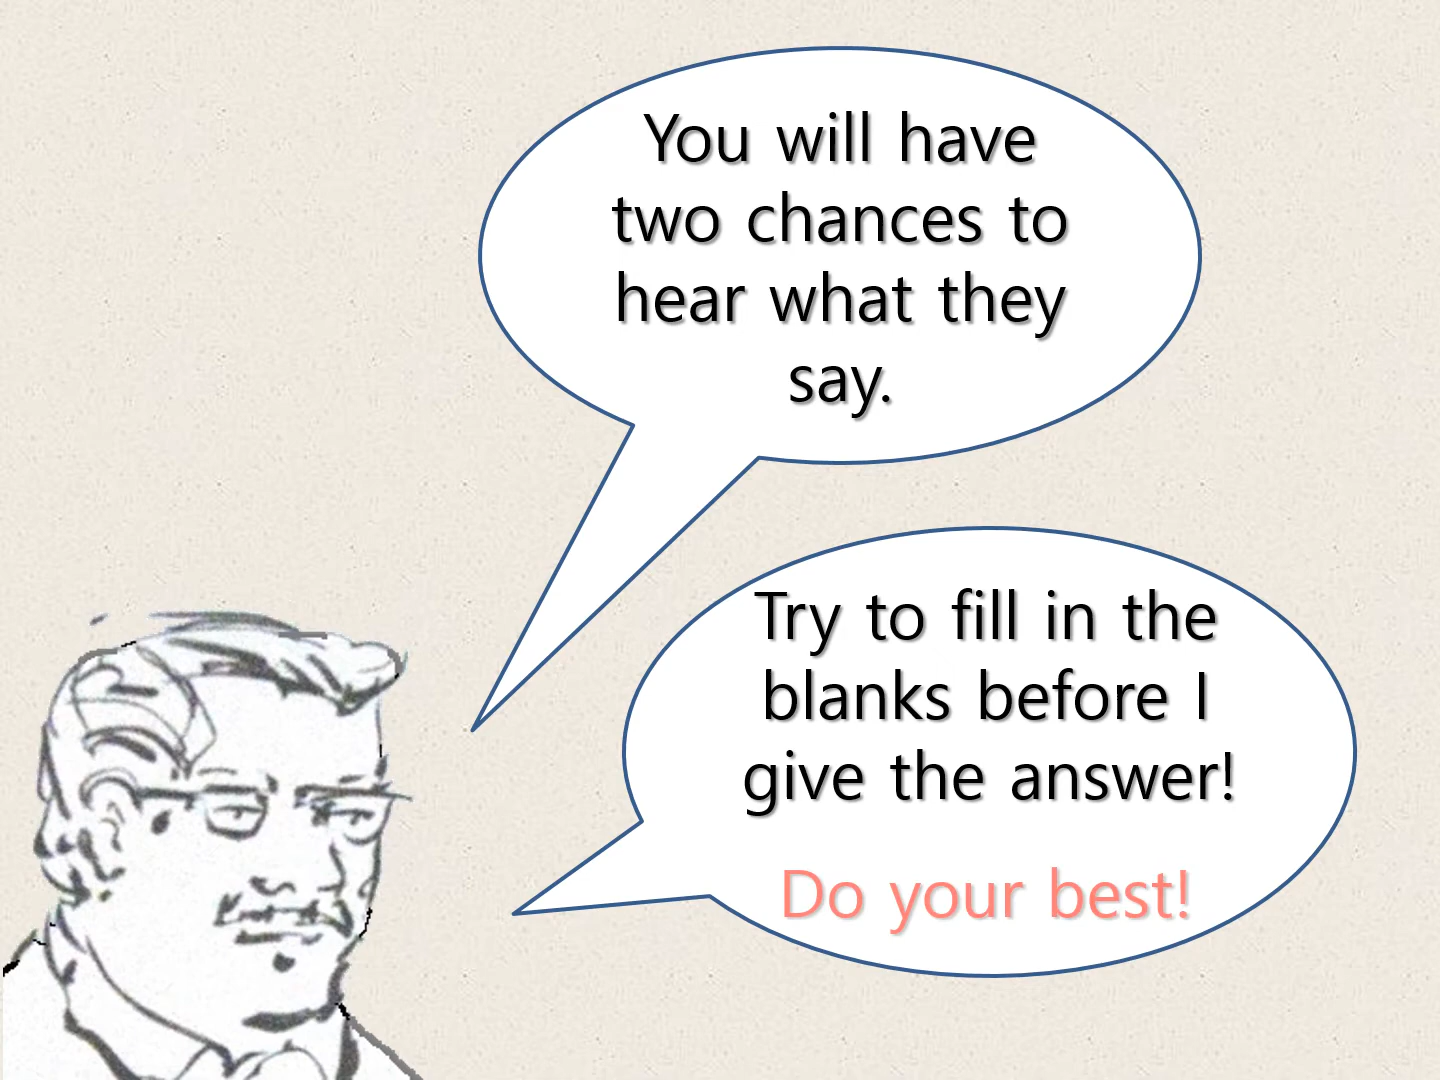 You will have
two chances to
hear what they
say.
Try to fill in the
blanks before I
give the answer!
Do your best!